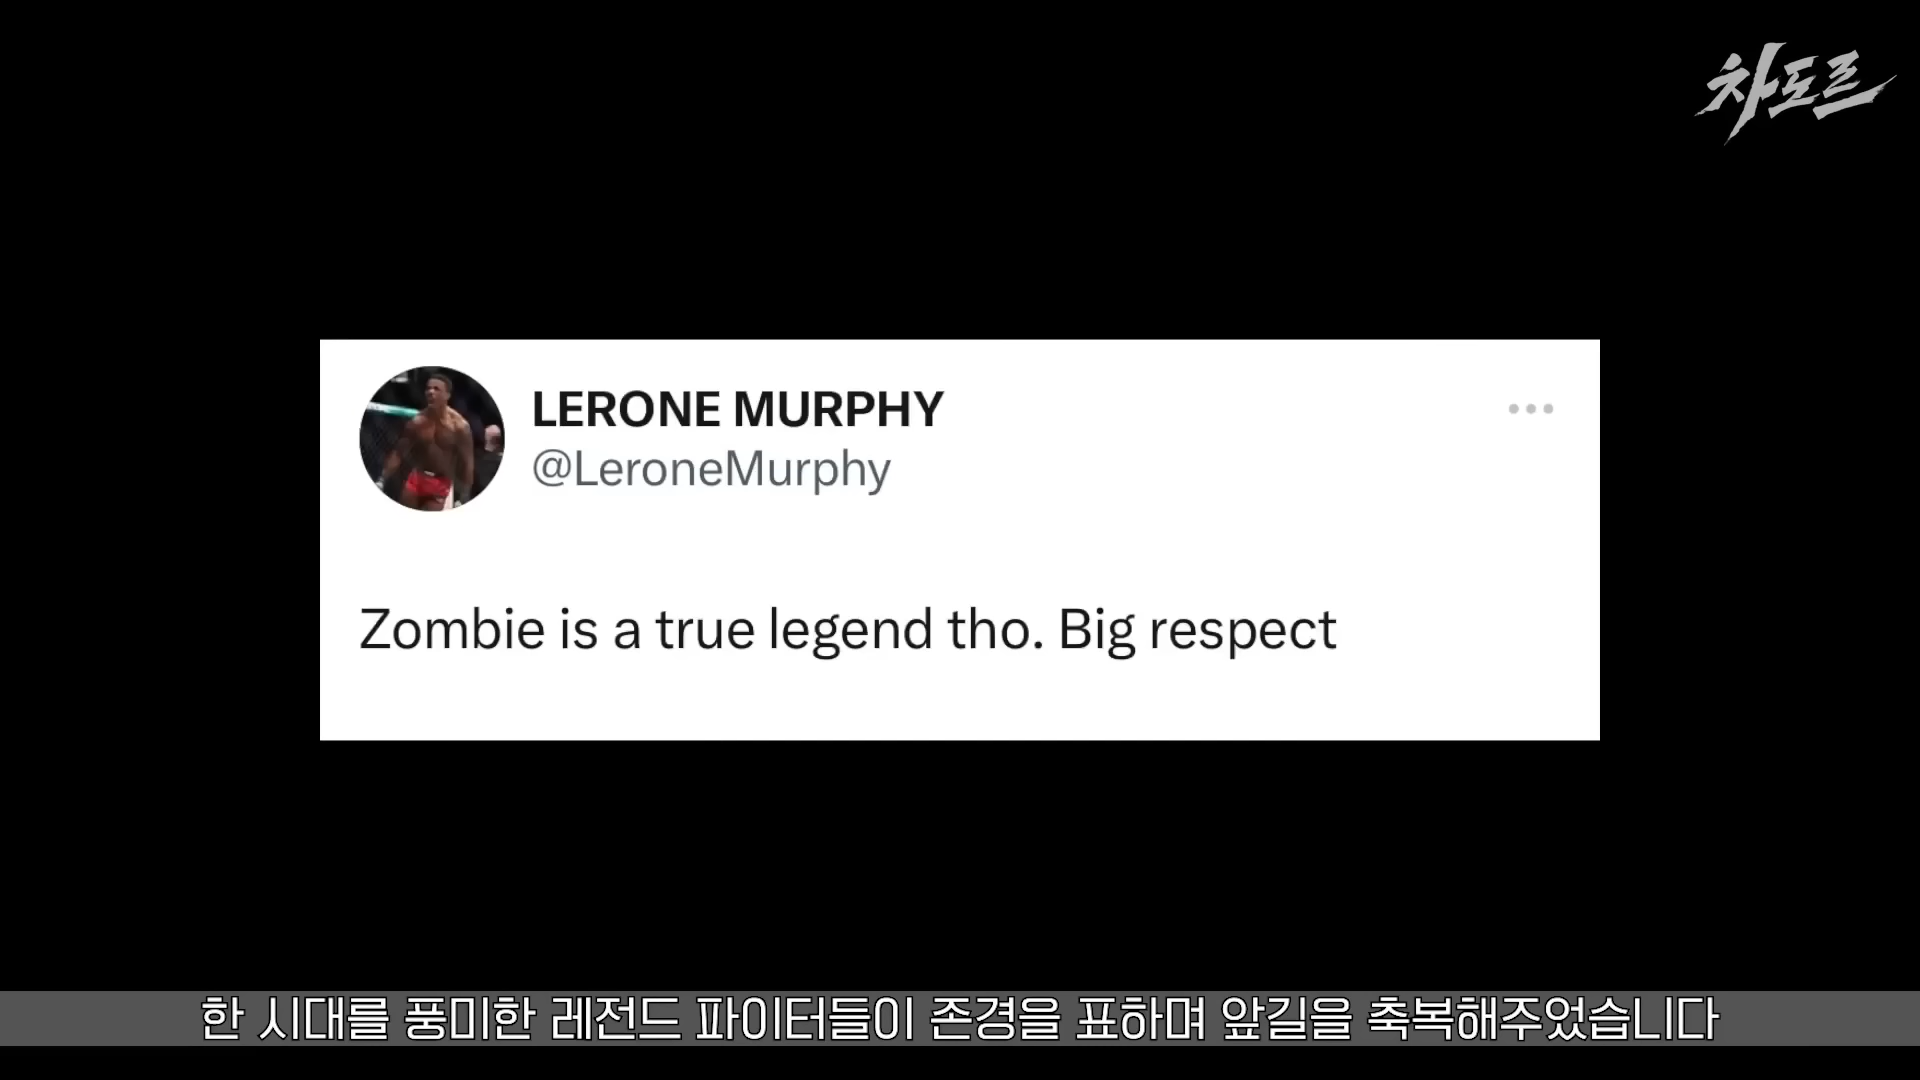 차도르
LERONE MURPHY
@LeroneMurphy
Zombie is a true legend tho. Big respect
한 시대를 풍미한 레전드 파이터들이 존경을 표하며 앞길을 축복해주었습니다